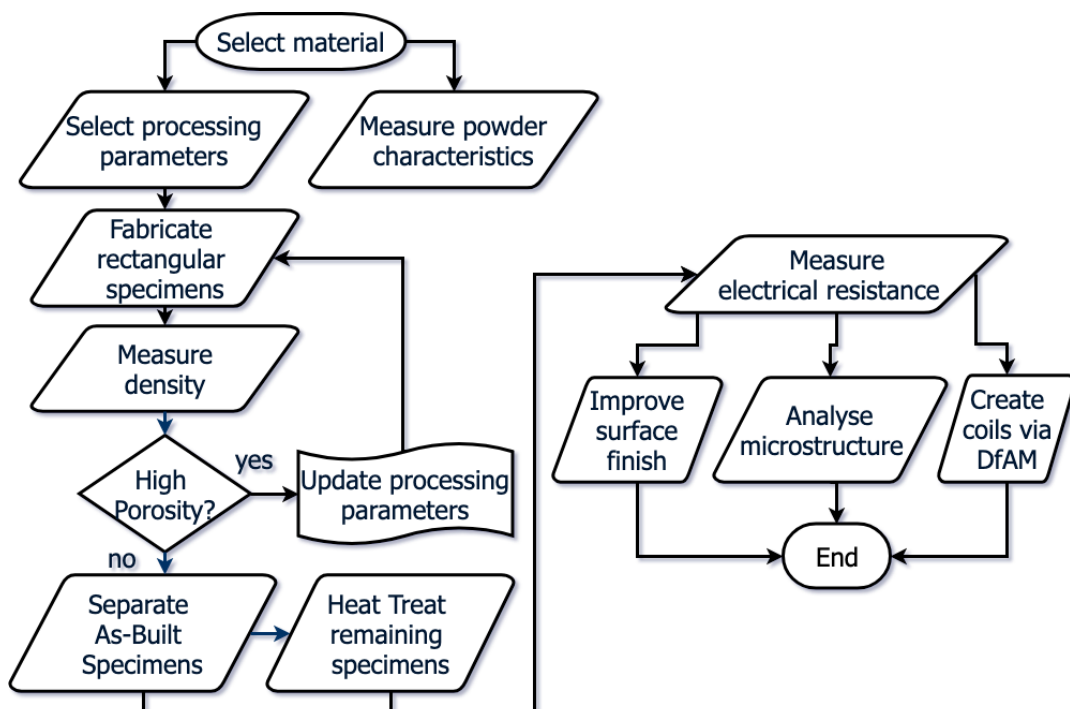 Select material
Select processing
parameters
Measure powder
characteristics
Fabricate
rectangular
specimens
Measure
density
High
Porosity?
yes
Update processing
parameters
no
Separate
As-Built
Specimens
Heat Treat
remaining
specimens
Measure
electrical resistance
Improve
surface
finish
Analyse
microstructure
Create
coils via
DfAM
End